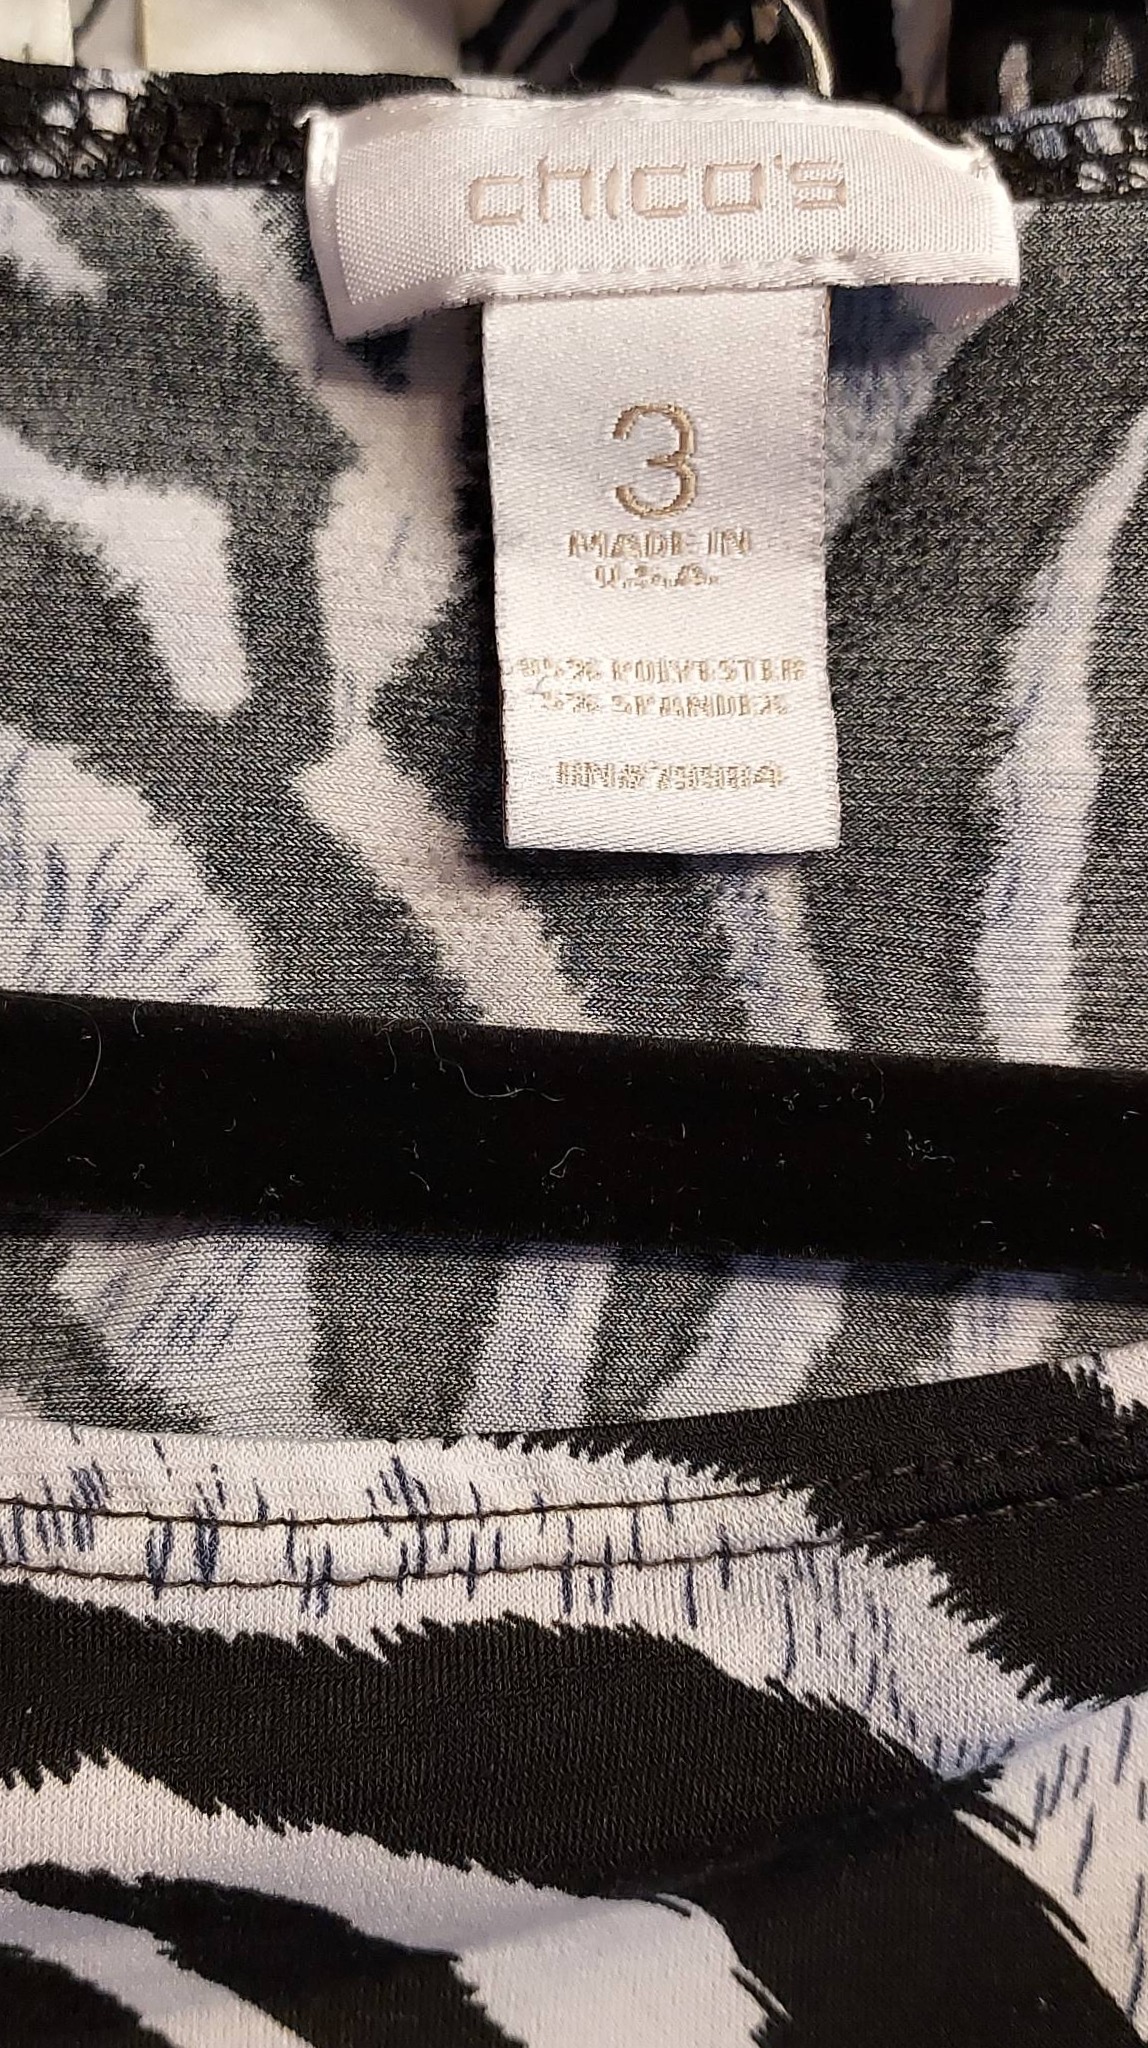 chico's
3
MADE IN
U.S.A.
POLYESTER
SPANDEX